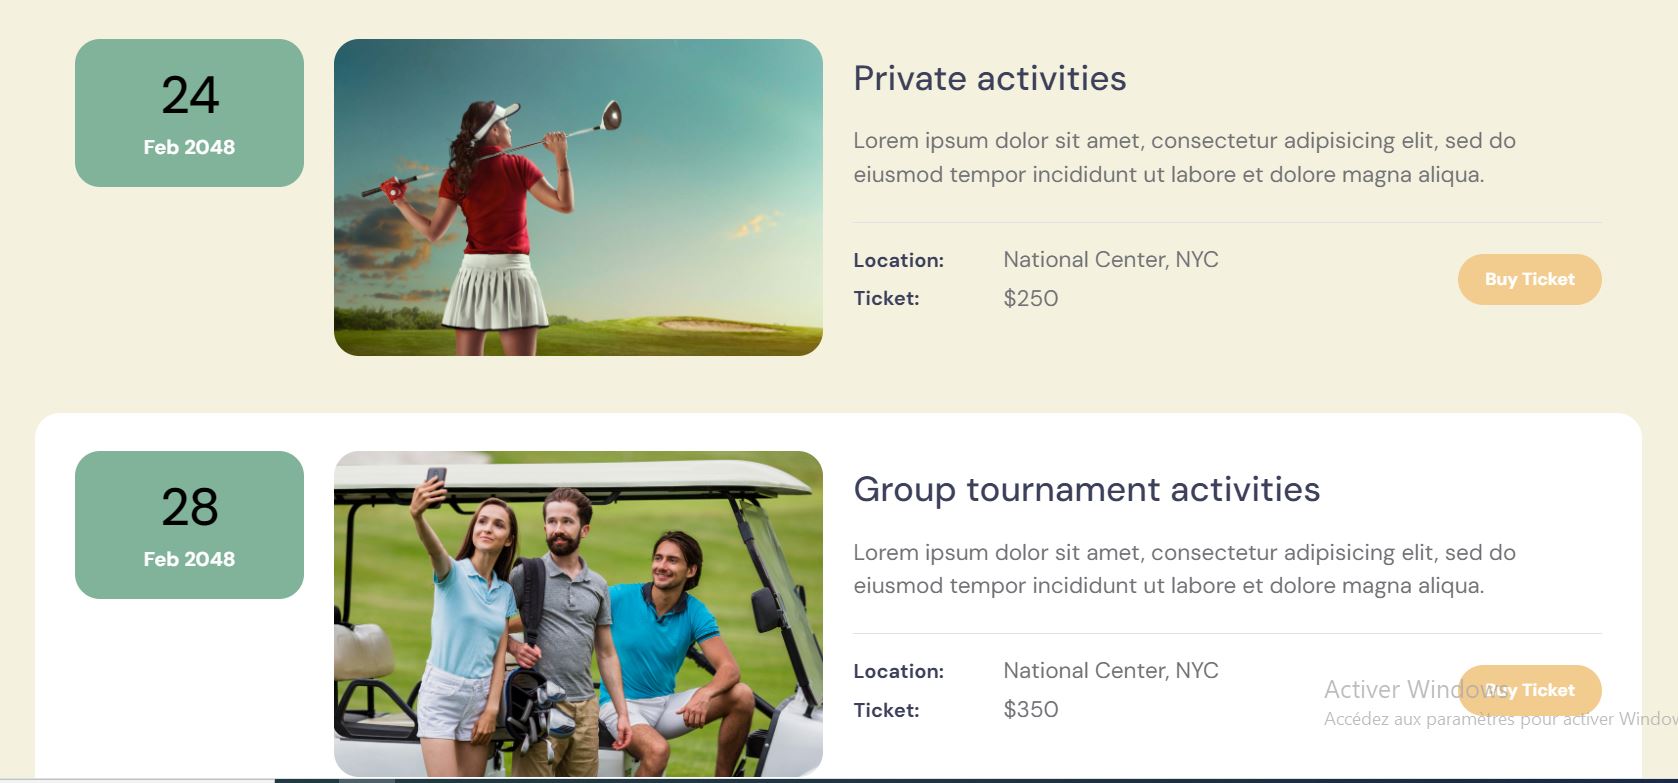 24
Feb 2048
Private activities
Lorem ipsum dolor sit amet, consectetur adipisicing elit, sed do
eiusmod tempor incididunt ut labore et dolore magna aliqua.
Location: National Center, NYC
Ticket: $250
Buy Ticket
28
Feb 2048
Group tournament activities
Lorem ipsum dolor sit amet, consectetur adipisicing elit, sed do
eiusmod tempor incididunt ut labore et dolore magna aliqua.
Location: National Center, NYC
Ticket: $350
Buy Ticket
Activer Windows
Accédez aux paramètres pour activer Window